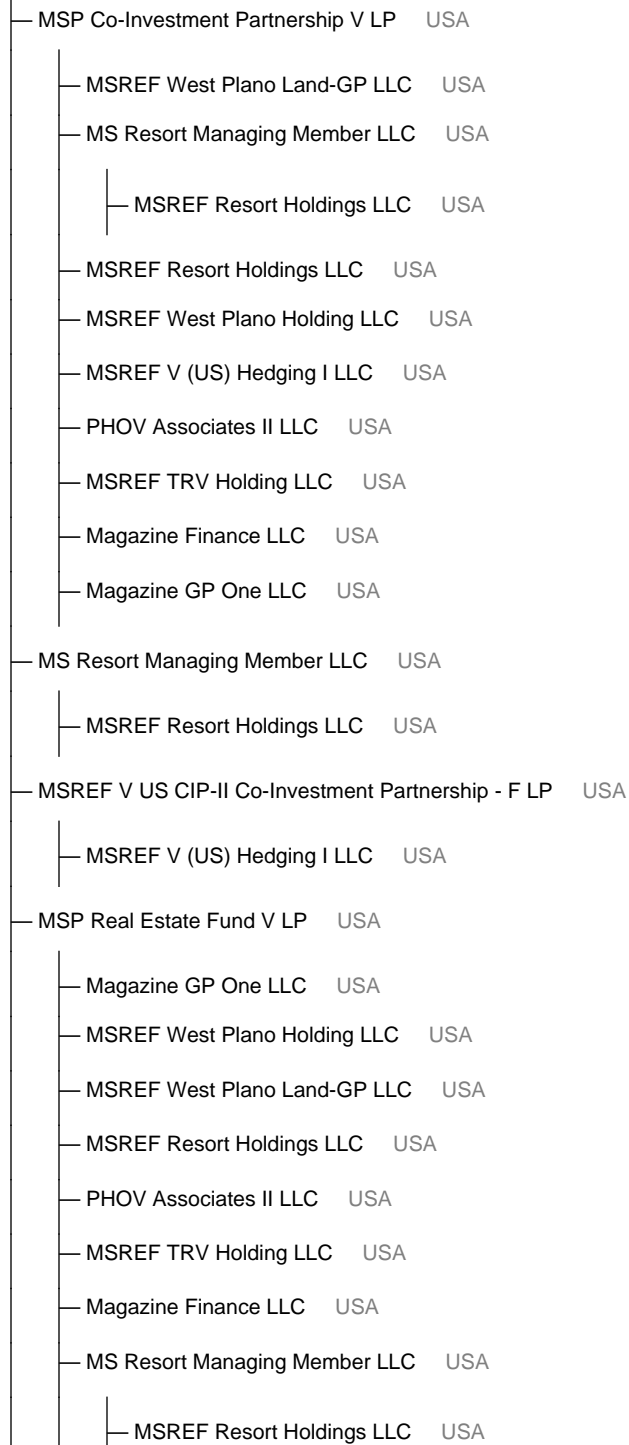 MSP Co-Investment Partnership V LP USA
MSREF West Plano Land-GP LLC USA
MS Resort Managing Member LLC USA
MSREF Resort Holdings LLC USA
MSREF Resort Holdings LLC USA
MSREF West Plano Holding LLC USA
MSREF V (US) Hedging I LLC USA
PHOV Associates II LLC USA
MSREF TRV Holding LLC USA
Magazine Finance LLC USA
Magazine GP One LLC USA
MS Resort Managing Member LLC USA
MSREF Resort Holdings LLC USA
MSREF V US CIP-II Co-Investment Partnership - F LP USA
MSREF V (US) Hedging I LLC USA
MSP Real Estate Fund V LP USA
Magazine GP One LLC USA
MSREF West Plano Holding LLC USA
MSREF West Plano Land-GP LLC USA
MSREF Resort Holdings LLC USA
PHOV Associates II LLC USA
MSREF TRV Holding LLC USA
Magazine Finance LLC USA
MS Resort Managing Member LLC USA
MSREF Resort Holdings LLC USA